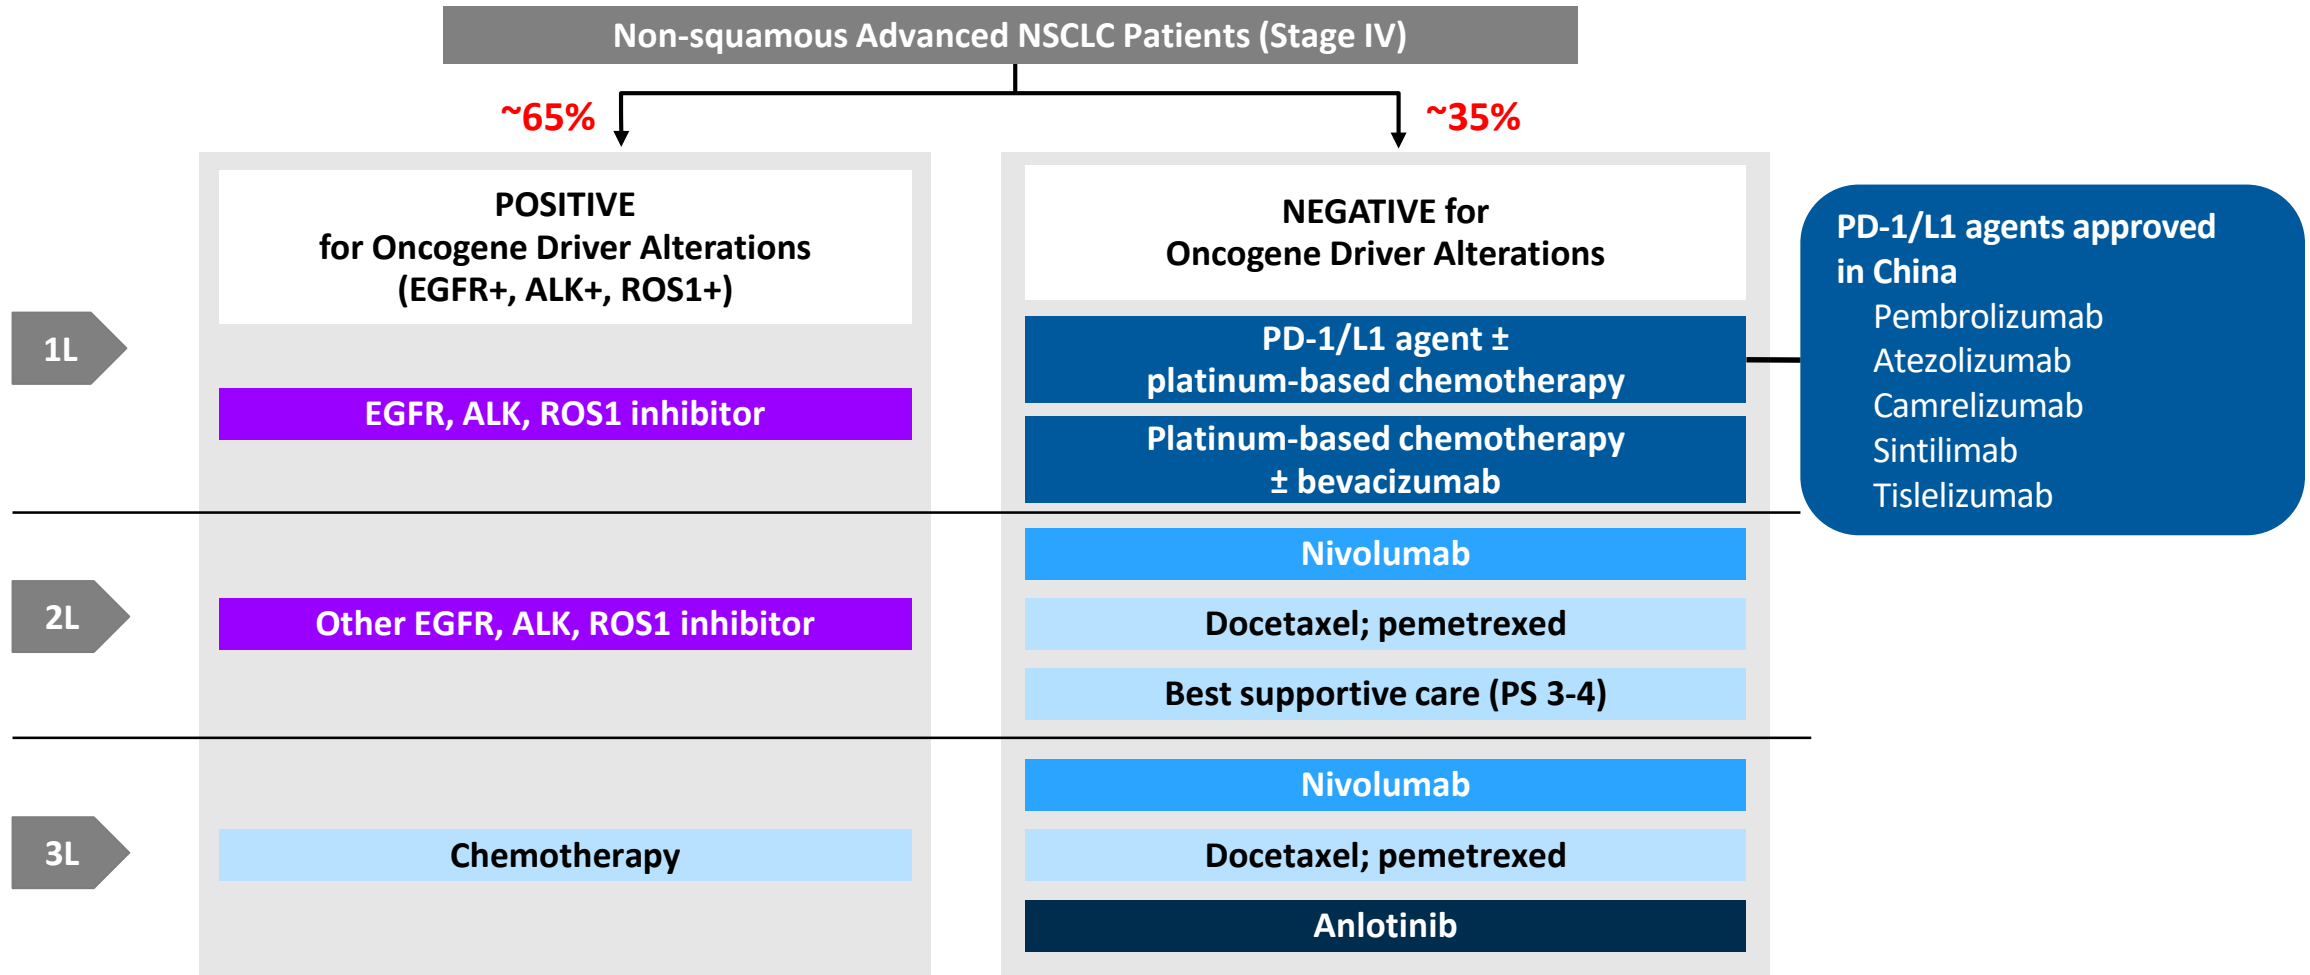 Non-squamous Advanced NSCLC Patients (Stage IV)
~65%
~35%
POSITIVE
for Oncogene Driver Alterations
(EGFR+, ALK+, ROS1+)
NEGATIVE for
Oncogene Driver Alterations
PD-1/L1 agents approved
in China
Pembrolizumab
Atezolizumab
Camrelizumab
Sintilimab
Tislelizumab
1L
EGFR, ALK, ROS1 inhibitor
PD-1/L1 agent ±
platinum-based chemotherapy
Platinum-based chemotherapy
± bevacizumab
2L
Other EGFR, ALK, ROS1 inhibitor
Nivolumab
Docetaxel; pemetrexed
Best supportive care (PS 3-4)
3L
Chemotherapy
Nivolumab
Docetaxel; pemetrexed
Anlotinib